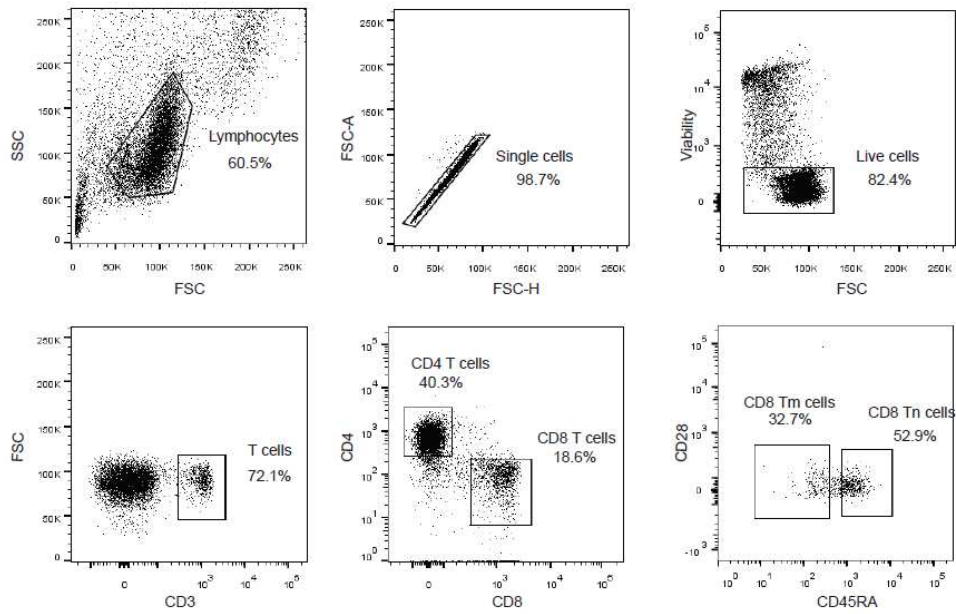 250K
200K
150K
100K
50K
0
SSC
Lymphocytes
60.5%
0 50K 100K 150K 200K 250K
FSC
250K
200K
150K
100K
50K
0
FSC-A
Single cells
98.7%
0 50K 100K 150K 200K 250K
FSC-H
10^5
10^4
10^3
0
Viability
Live cells
82.4%
0 50K 100K 150K 200K 250K
FSC
250K
200K
150K
100K
50K
0
FSC
T cells
72.1%
0 10^3 10^4 10^5
CD3
10^5
10^4
10^3
10^2
10^1
10^0
CD4
CD4 T cells
40.3%
CD8 T cells
18.6%
0 10^3 10^4 10^5
CD8
10^5
10^4
10^3
0
-10^3
CD28
CD8 Tm cells
32.7%
CD8 Tn cells
52.9%
10^0 10^1 10^2 10^3 10^4 10^5
CD45RA